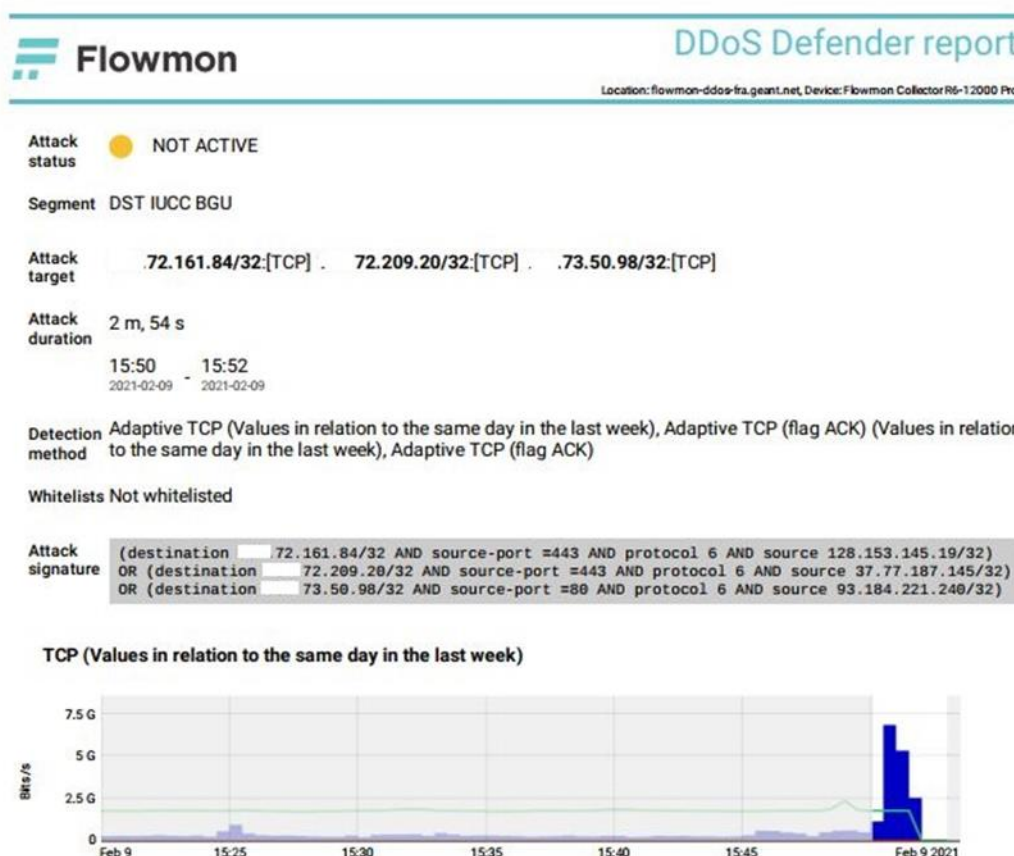 Flowmon
DDoS Defender report
Location: flowmon-ddos-fra.geant.net, Device: Flowmon Collector R6-12000 Pro
Attack status NOT ACTIVE
Segment DST IUCC BGU
Attack target .72.161.84/32:[TCP] . 72.209.20/32:[TCP] . .73.50.98/32:[TCP]
Attack duration 2 m, 54 s
15:50 - 15:52
2021-02-09 2021-02-09
Detection method Adaptive TCP (Values in relation to the same day in the last week), Adaptive TCP (flag ACK) (Values in relation
to the same day in the last week), Adaptive TCP (flag ACK)
Whitelists Not whitelisted
Attack signature (destination .72.161.84/32 AND source-port =443 AND protocol 6 AND source 128.153.145.19/32)
OR (destination 72.209.20/32 AND source-port =443 AND protocol 6 AND source 37.77.187.145/32)
OR (destination 73.50.98/32 AND source-port =80 AND protocol 6 AND source 93.184.221.240/32)
TCP (Values in relation to the same day in the last week)
Bits/s
7.5 G
5 G
2.5 G
0
Feb 9 15:25 15:30 15:35 15:40 15:45 Feb 9 2021